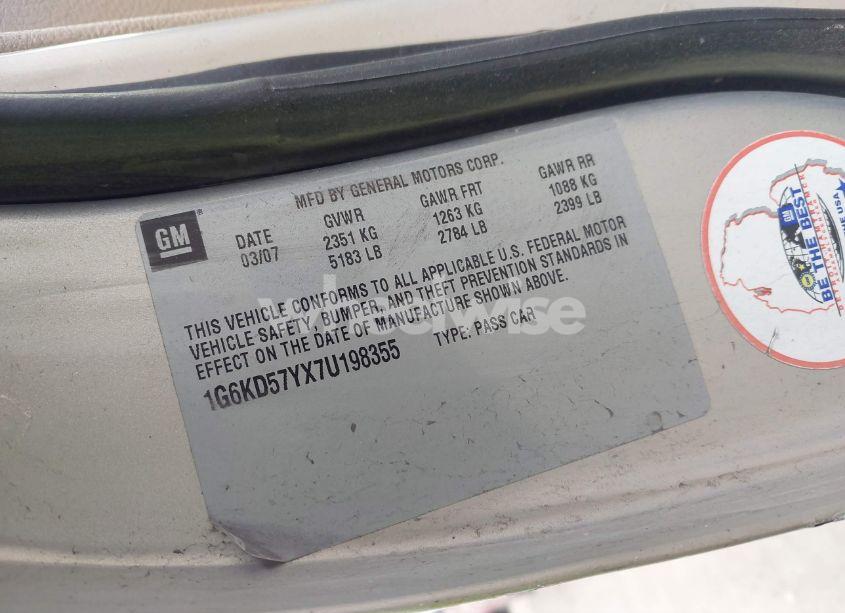 MFD BY GENERAL MOTORS CORP.
GM
DATE GVWR GAWR FRT GAWR RR
03/07 2351 KG 1263 KG 1088 KG
5183 LB 2784 LB 2399 LB
THIS VEHICLE CONFORMS TO ALL APPLICABLE U.S. FEDERAL MOTOR
VEHICLE SAFETY, BUMPER, AND THEFT PREVENTION STANDARDS IN
EFFECT ON THE DATE OF MANUFACTURE SHOWN ABOVE.
1G6KD57YX7U198355 TYPE: PASS CAR
GM
BE THE BEST
THE USA